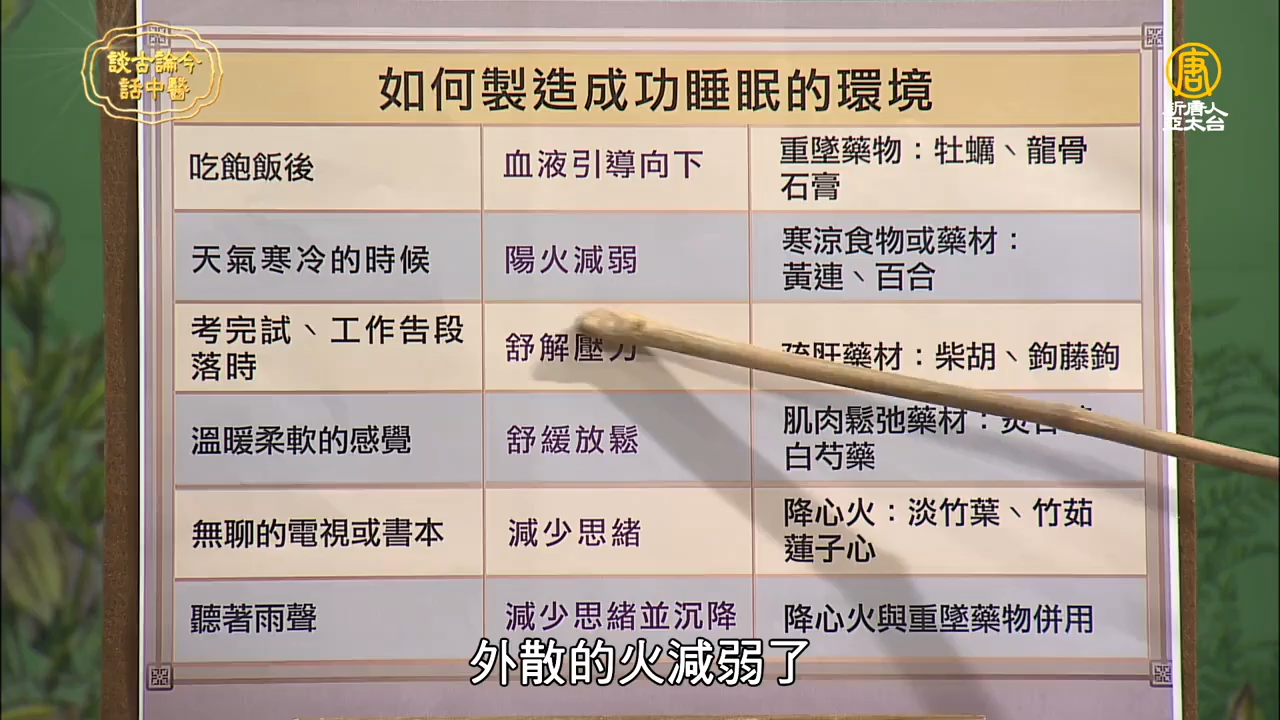 談古論今
話中醫
唐
新唐人
亞太台
如何製造成功睡眠的環境
吃飽飯後
血液引導向下
重墜藥物：牡蠣、龍骨
石膏
天氣寒冷的時候
陽火減弱
寒涼食物或藥材：
黃連、百合
考完試、工作告段
落時
舒解壓力
疏肝藥材：柴胡、鉤藤鉤
溫暖柔軟的感覺
舒緩放鬆
肌肉鬆弛藥材：
白芍藥
無聊的電視或書本
減少思緒
降心火：淡竹葉、竹茹
蓮子心
聽著雨聲
減少思緒並沉降
降心火與重墜藥物併用
外散的火減弱了